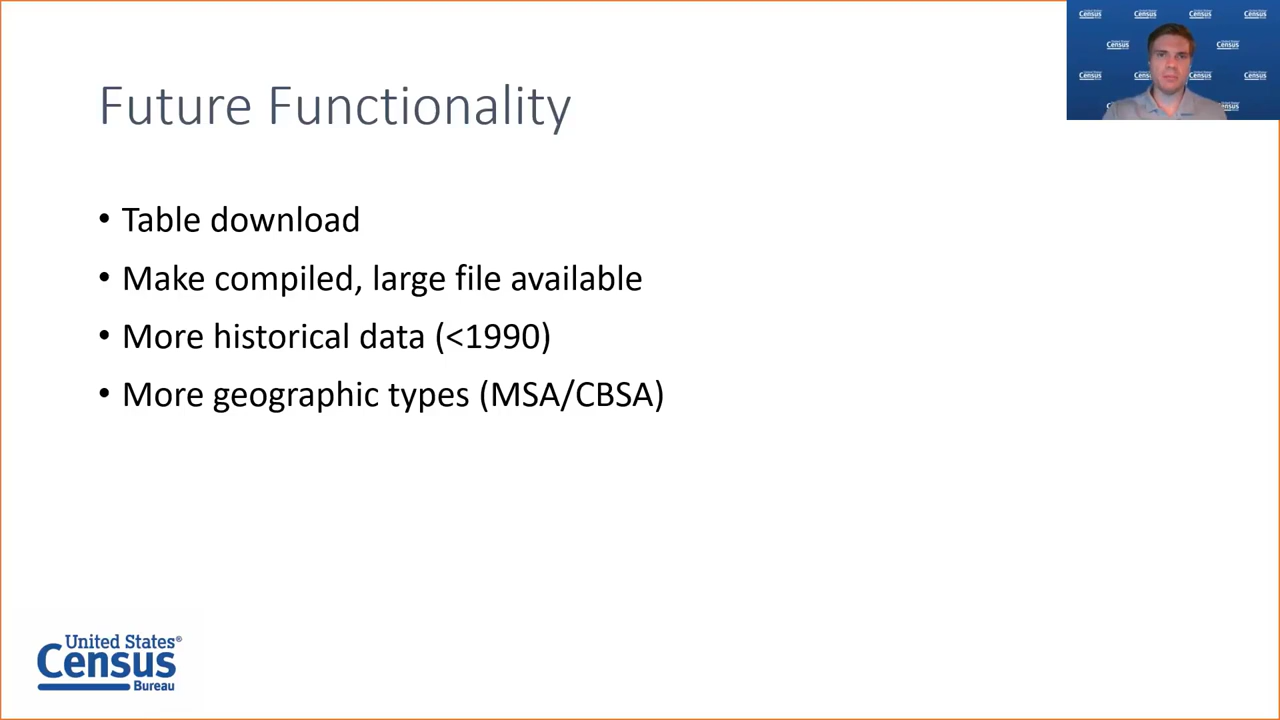 Future Functionality
• Table download
• Make compiled, large file available
• More historical data (<1990)
• More geographic types (MSA/CBSA)
United States®
Census
Bureau